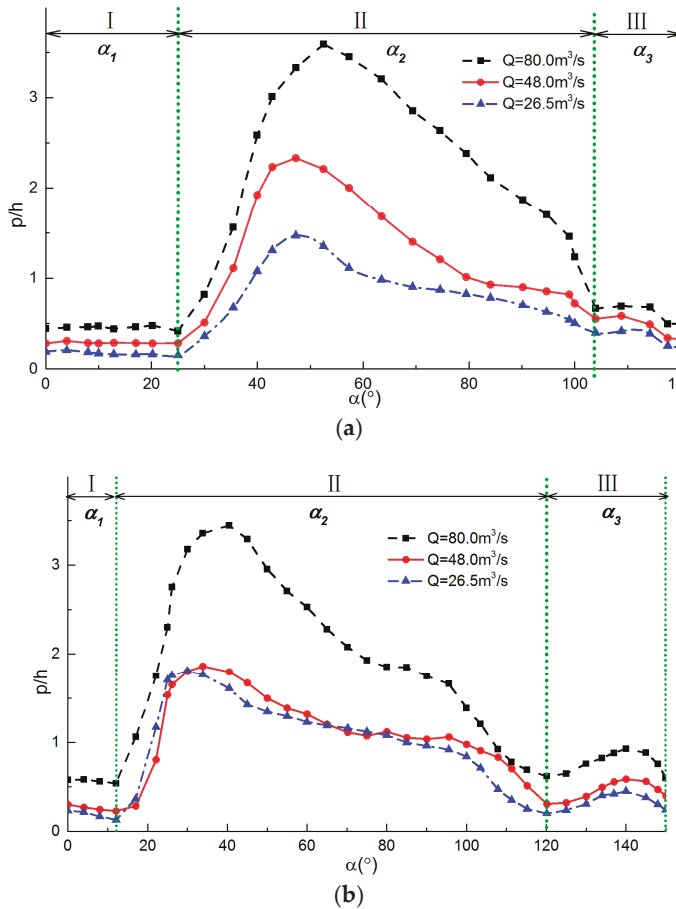 I II III
α1 α2 α3
Q=80.0m³/s
Q=48.0m³/s
Q=26.5m³/s
p/h
3
2
1
0
0 20 40 60 80 100 1
α(°)
(a)
I II III
α1 α2 α3
Q=80.0m³/s
Q=48.0m³/s
Q=26.5m³/s
p/h
3
2
1
0
0 20 40 60 80 100 120 140
α(°)
(b)